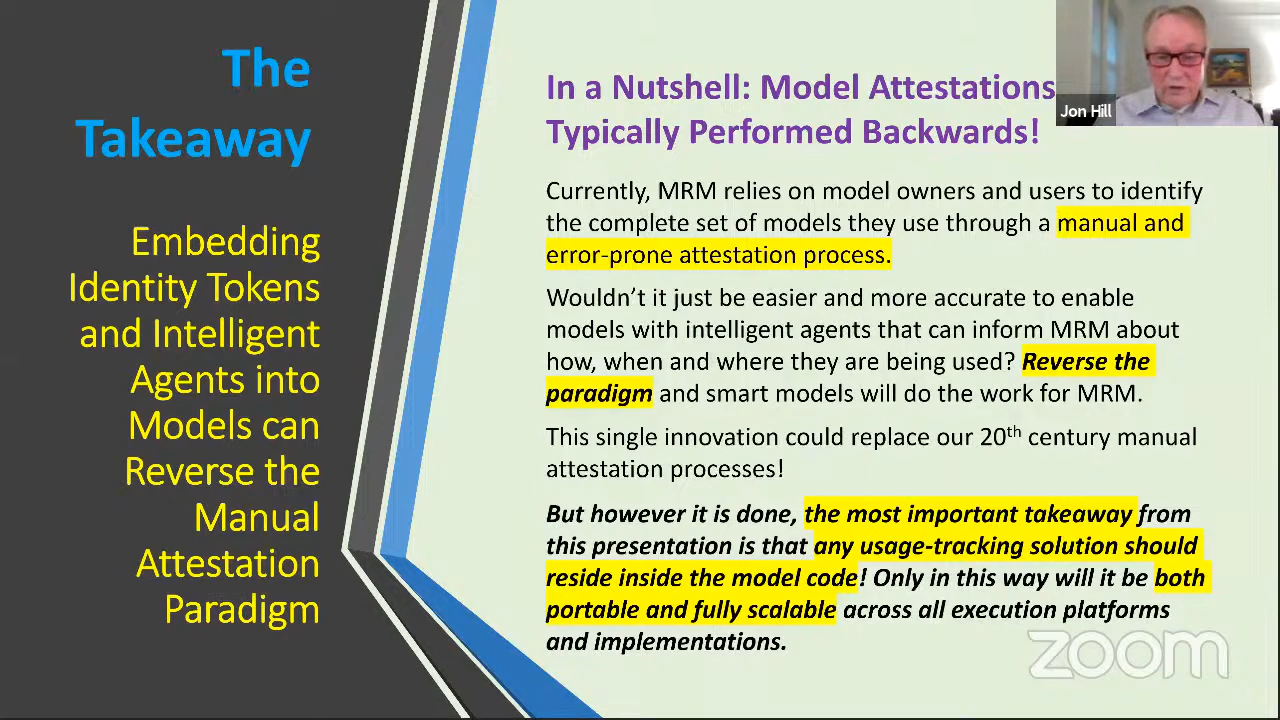 The
Takeaway
Embedding
Identity Tokens
and Intelligent
Agents into
Models can
Reverse the
Manual
Attestation
Paradigm
In a Nutshell: Model Attestations
Typically Performed Backwards!
Currently, MRM relies on model owners and users to identify
the complete set of models they use through a manual and
error-prone attestation process.
Wouldn’t it just be easier and more accurate to enable
models with intelligent agents that can inform MRM about
how, when and where they are being used? Reverse the
paradigm and smart models will do the work for MRM.
This single innovation could replace our 20th century manual
attestation processes!
But however it is done, the most important takeaway from
this presentation is that any usage-tracking solution should
reside inside the model code! Only in this way will it be both
portable and fully scalable across all execution platforms
and implementations.
Jon Hill
zoom